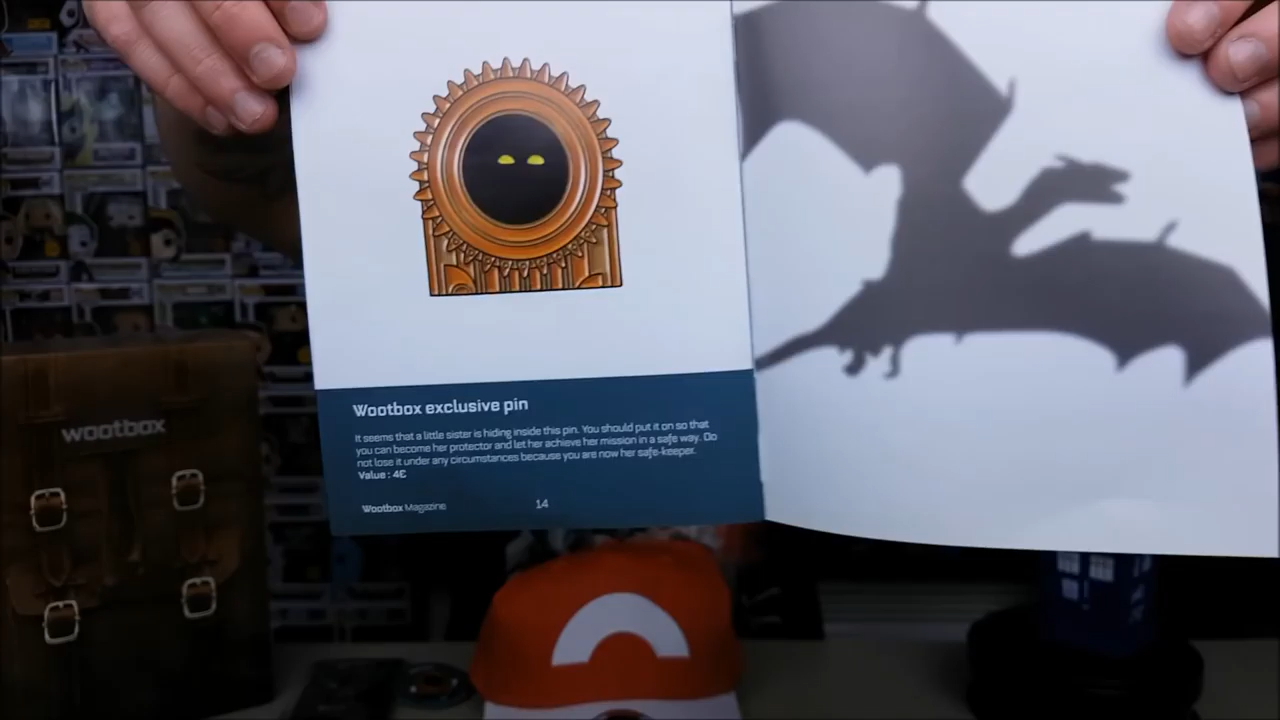 Wootbox exclusive pin
It seems that a little sister is hiding inside this pin. You should put it on so that
you can become her protector and let her achieve her mission in a safe way. Do
not lose it under any circumstances because you are now her safe-keeper.
Value : 4€
Wootbox Magazine
14
wootbox